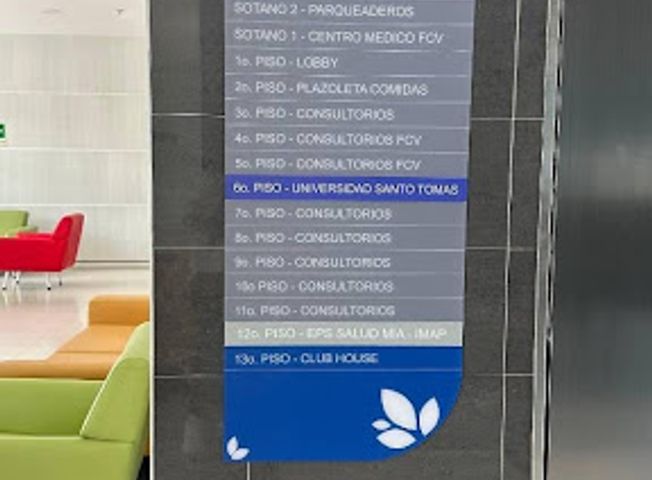 SOTANO 2 - PARQUEADEROS
SOTANO 1 - CENTRO MEDICO FCV
1o. PISO - LOBBY
2o. PISO - PLAZOLETA COMIDAS
3o. PISO - CONSULTORIOS
4o. PISO - CONSULTORIOS FCV
5o. PISO - CONSULTORIOS FCV
6o. PISO - UNIVERSIDAD SANTO TOMAS
7o. PISO - CONSULTORIOS
8o. PISO - CONSULTORIOS
9o. PISO - CONSULTORIOS
10o PISO - CONSULTORIOS
11o. PISO - CONSULTORIOS
12o. PISO - EPS SALUD MIA - IMAP
13o. PISO - CLUB HOUSE